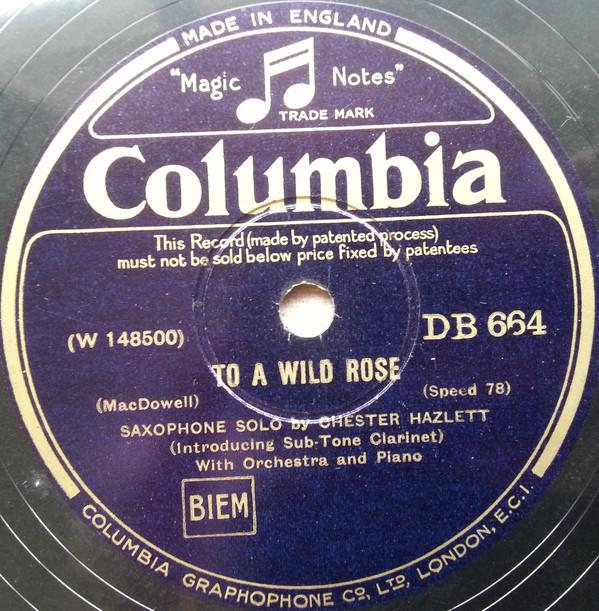 MADE IN ENGLAND
"Magic Notes"
TRADE MARK
Columbia
This Record (made by patented process)
must not be sold below price fixed by patentees
(W 148500)
DB 664
TO A WILD ROSE
(MacDowell)
(Speed 78)
SAXOPHONE SOLO by CHESTER HAZLETT
(Introducing Sub-Tone Clarinet)
With Orchestra and Piano
BIEM
COLUMBIA GRAPHOPHONE CO, LTD, LONDON, E.C.1.